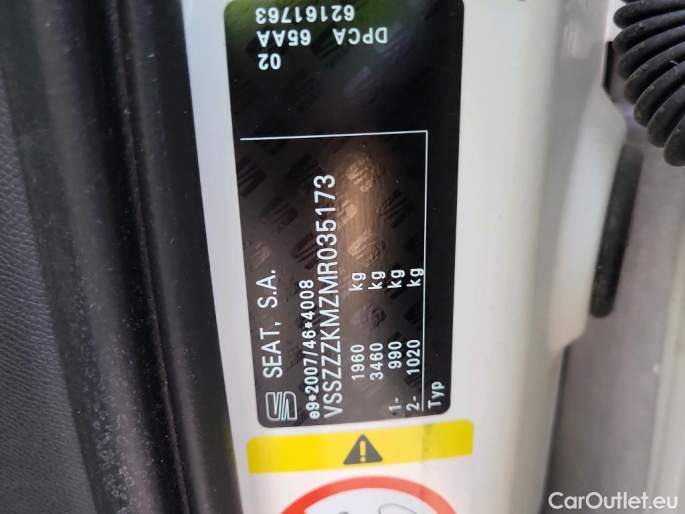 SEAT, S.A.
e9*2007/46*4008
VSSZZZKMZMR035173
1960 kg
3460 kg
1- 990 kg
2- 1020 kg
Typ
02
65AA
DPCA
62161763
CarOutlet.eu